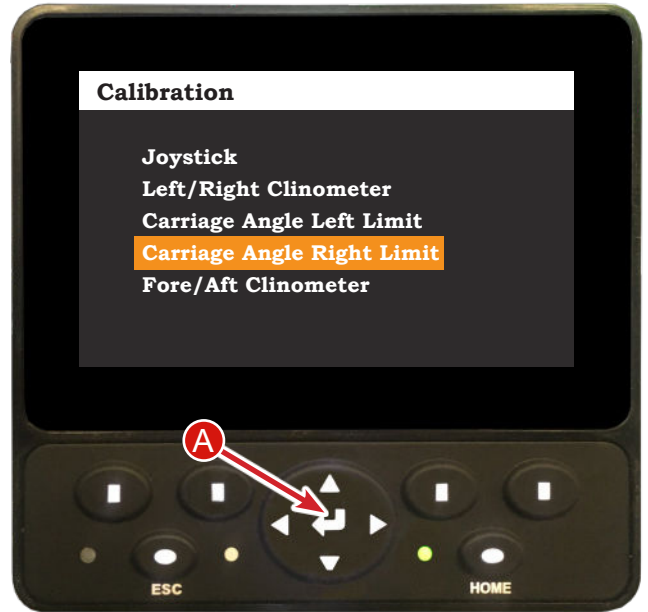 Calibration
Joystick
Left/Right Clinometer
Carriage Angle Left Limit
Carriage Angle Right Limit
Fore/Aft Clinometer
A
ESC
HOME